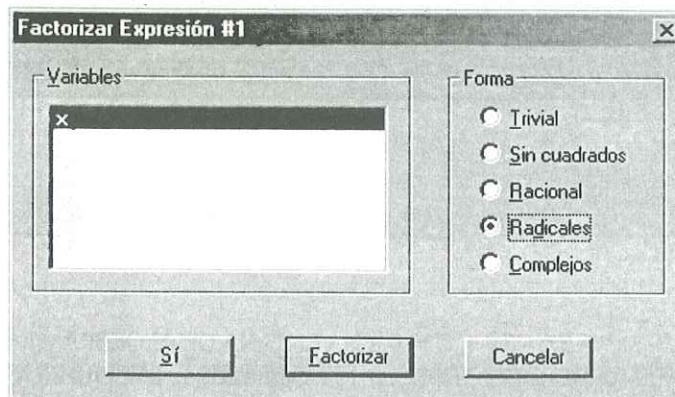 Factorizar Expresión #1
Variables
x
Forma
Trivial
Sin cuadrados
Racional
Radicales
Complejos
Sí
Factorizar
Cancelar